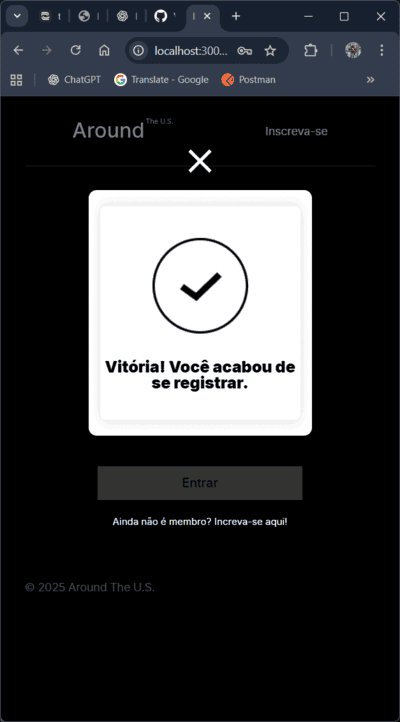 localhost:300...
ChatGPT
Translate - Google
Postman
Around
The U.S.
Inscreva-se
Vitória! Você acabou de
se registrar.
Entrar
Ainda não é membro? Increva-se aqui!
© 2025 Around The U.S.